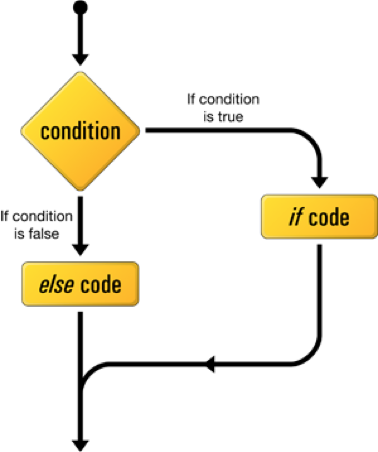 condition
If condition
is true
If condition
is false
if code
else code